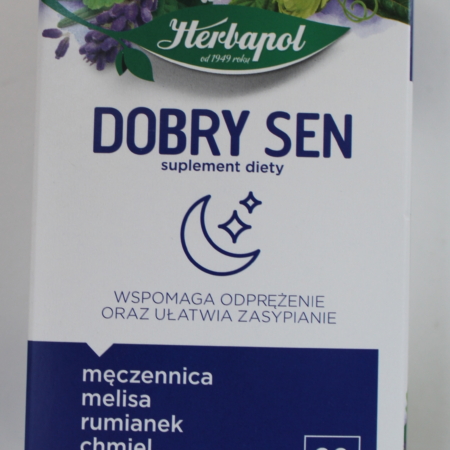 Herbapol
od 1949 roku
DOBRY SEN
suplement diety
WSPOMAGA ODPRĘŻENIE
ORAZ UŁATWIA ZASYPIANIE
męczennica
melisa
rumianek
chmiel